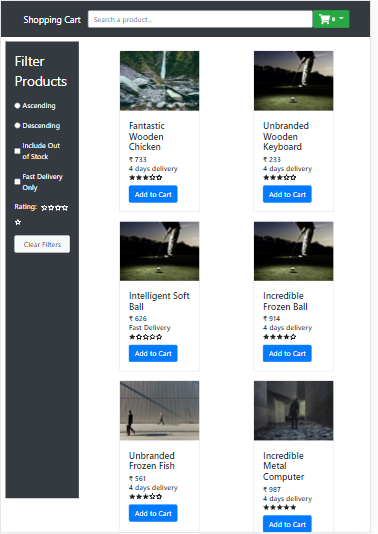 Shopping Cart
Search a product...
0
Filter
Products
Ascending
Descending
Include Out
of Stock
Fast Delivery
Only
Rating: ☆☆☆☆
☆
Clear Filters
Fantastic
Wooden
Chicken
₹ 733
4 days delivery
★★★☆☆
Add to Cart
Unbranded
Wooden
Keyboard
₹ 233
4 days delivery
★★★☆☆
Add to Cart
Intelligent Soft
Ball
₹ 626
Fast Delivery
★☆☆☆☆
Add to Cart
Incredible
Frozen Ball
₹ 914
4 days delivery
★★★★☆
Add to Cart
Unbranded
Frozen Fish
₹ 561
4 days delivery
★★★☆☆
Add to Cart
Incredible
Metal
Computer
₹ 987
4 days delivery
★★★★★
Add to Cart